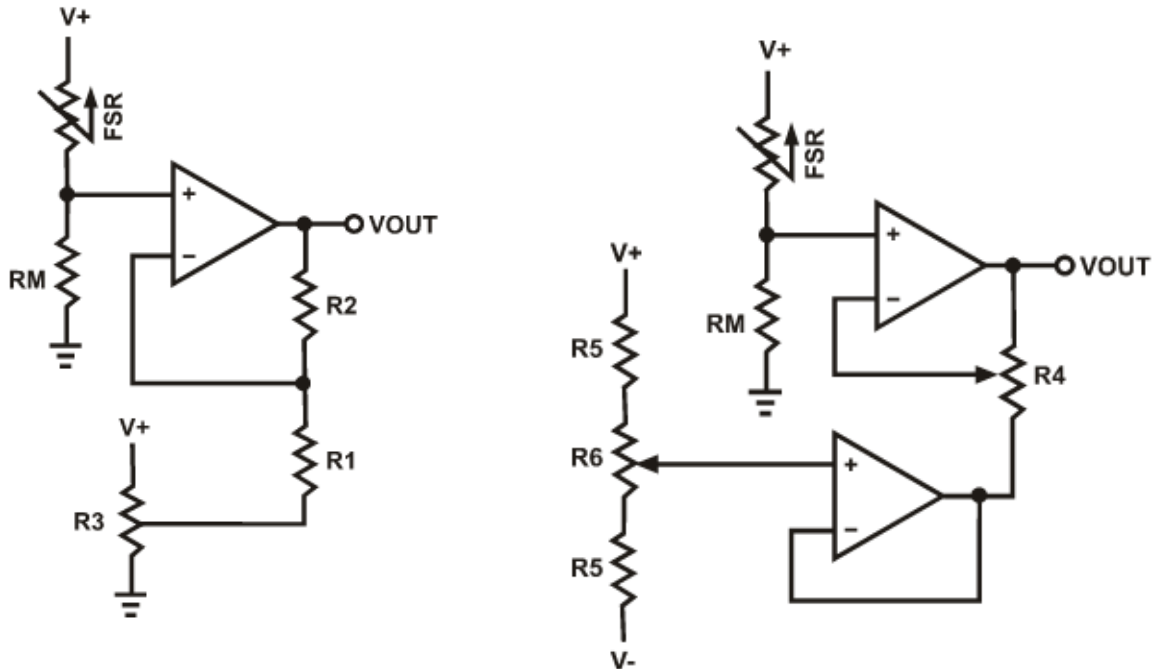 V+
FSR
+
−
VOUT
RM
R2
V+
R1
R3
V+
FSR
+
−
VOUT
RM
V+
R5
R4
R6
+
−
R5
V-